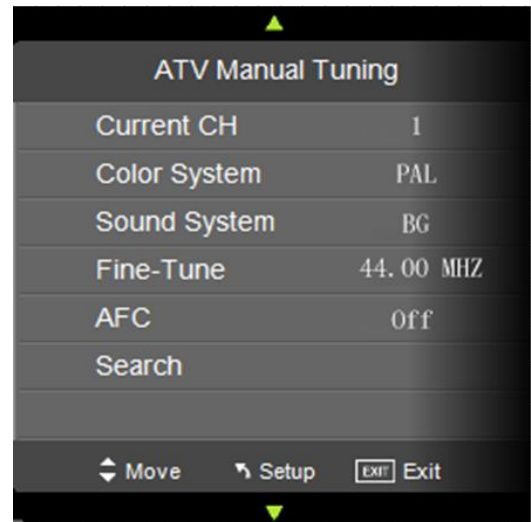 ATV Manual Tuning
Current CH 1
Color System PAL
Sound System BG
Fine-Tune 44.00 MHZ
AFC Off
Search
Move Setup EXIT Exit